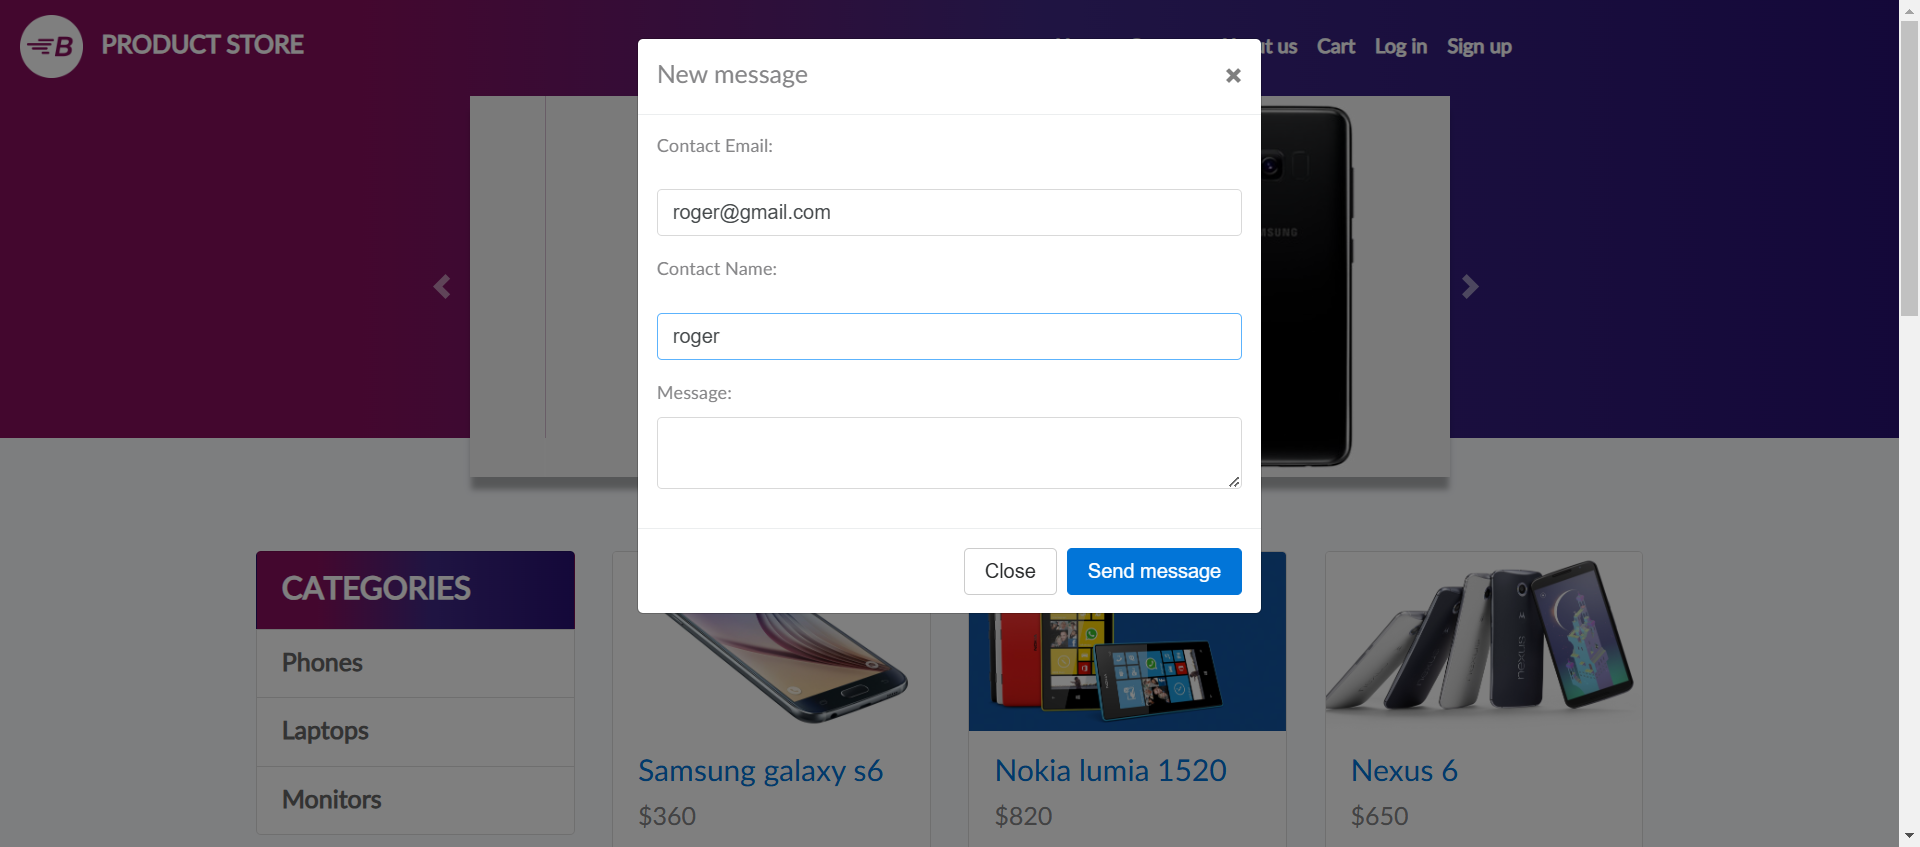 PRODUCT STORE
t us
Cart
Log in
Sign up
New message
Contact Email:
roger@gmail.com
Contact Name:
roger
Message:
Close
Send message
CATEGORIES
Phones
Laptops
Monitors
Samsung galaxy s6
$360
Nokia lumia 1520
$820
Nexus 6
$650